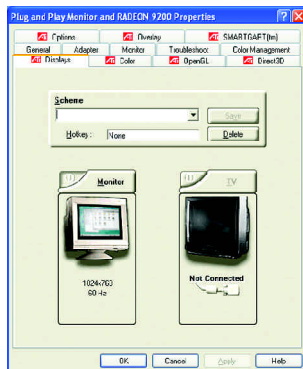 Plug and Play Monitor and RADEON 9200 Properties
Options
Overlay
SMARTGART(tm)
General
Adapter
Monitor
Troubleshoot
Color Management
Displays
Color
OpenGL
Direct3D
Scheme
Save
Hotkey:
None
Delete
Monitor
TV
1024x763
60 Hz
Not Connected
OK
Cancel
Apply
Help